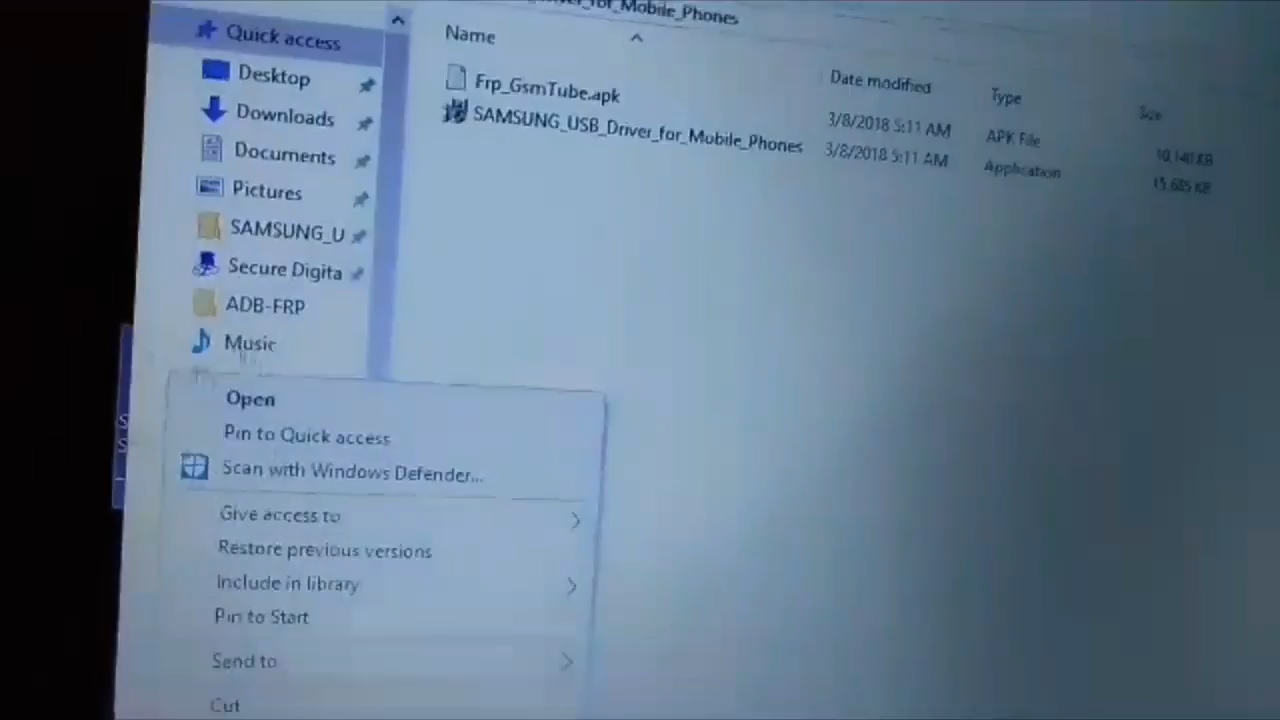 _for_Mobile_Phones
Quick access
Desktop
Downloads
Documents
Pictures
SAMSUNG_U
Secure Digita
ADB-FRP
Music
Name
Date modified
Type
Size
Frp_GsmTube.apk
3/8/2018 5:11 AM
APK File
10,140 KB
SAMSUNG_USB_Driver_for_Mobile_Phones
3/8/2018 5:11 AM
Application
15,685 KB
Open
Pin to Quick access
Scan with Windows Defender...
Give access to
Restore previous versions
Include in library
Pin to Start
Send to
Cut